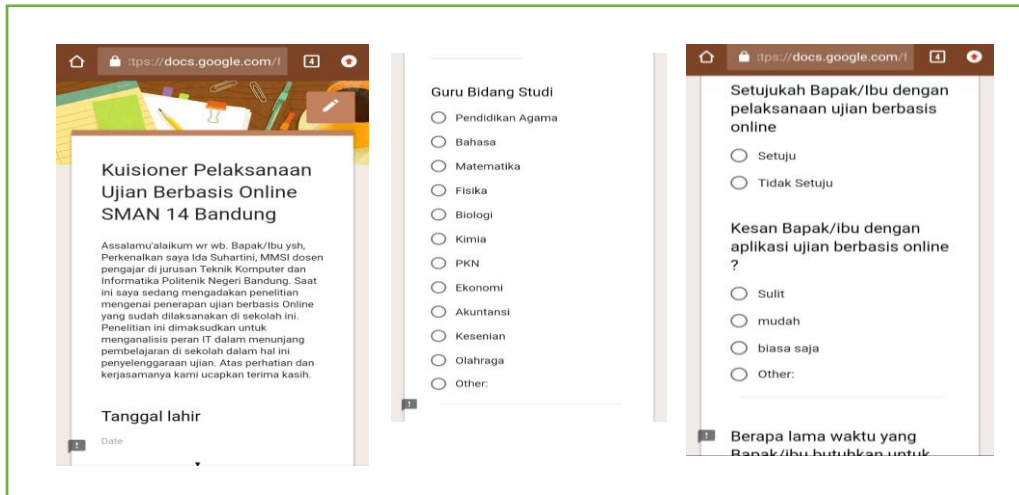 :tps://docs.google.com/f
4
Kuisioner Pelaksanaan
Ujian Berbasis Online
SMAN 14 Bandung
Assalamu'alaikum wr wb. Bapak/Ibu ysh,
Perkenalkan saya Ida Suhartini, MMSI dosen
pengajar di jurusan Teknik Komputer dan
Informatika Politenik Negeri Bandung. Saat
ini saya sedang mengadakan penelitian
mengenai penerapan ujian berbasis Online
yang sudah dilaksanakan di sekolah ini.
Penelitian ini dimaksudkan untuk
menganalisis peran IT dalam menunjang
pembelajaran di sekolah dalam hal ini
penyelenggaraan ujian. Atas perhatian dan
kerjasamanya kami ucapkan terima kasih.
Tanggal lahir
Date
Guru Bidang Studi
Pendidikan Agama
Bahasa
Matematika
Fisika
Biologi
Kimia
PKN
Ekonomi
Akuntansi
Kesenian
Olahraga
Other:
:tps://docs.google.com/f
4
Setujukah Bapak/Ibu dengan
pelaksanaan ujian berbasis
online
Setuju
Tidak Setuju
Kesan Bapak/ibu dengan
aplikasi ujian berbasis online
?
Sulit
mudah
biasa saja
Other:
Berapa lama waktu yang
Bapak/ibu butuhkan untuk